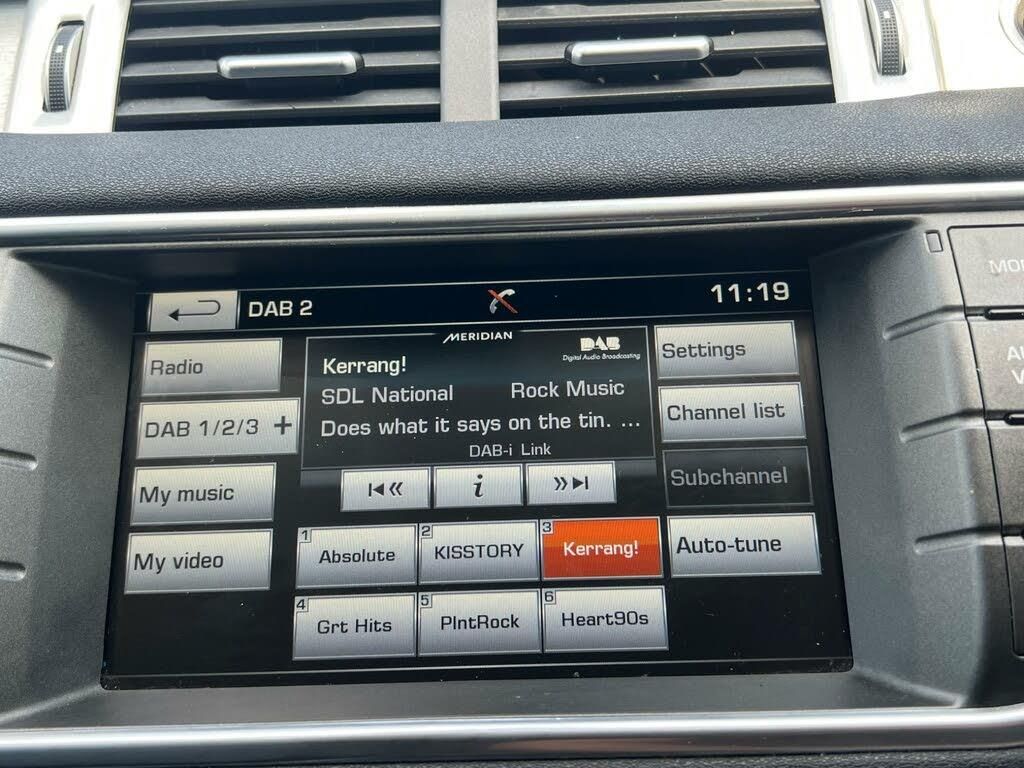 DAB 2
11:19
MERIDIAN
Radio
Kerrang!
DAB
Digital Audio Broadcasting
Settings
SDL National
Rock Music
DAB 1/2/3 +
Does what it says on the tin. ...
Channel list
DAB-i Link
My music
i
Subchannel
My video
1 Absolute
2 KISSTORY
3 Kerrang!
Auto-tune
4 Grt Hits
5 PlntRock
6 Heart90s